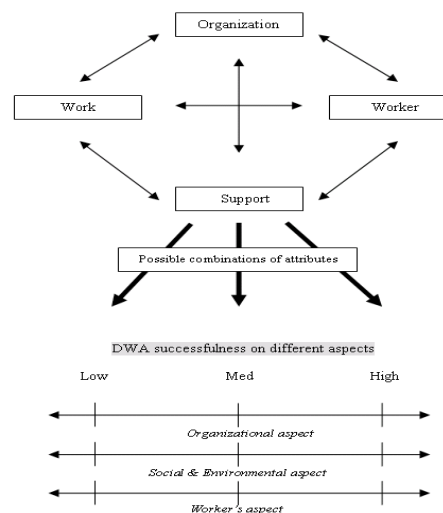 Organization
Work Worker
Support
Possible combinations of attributes
DWA successfulness on different aspects
Low Med High
Organizational aspect
Social & Environmental aspect
Worker's aspect